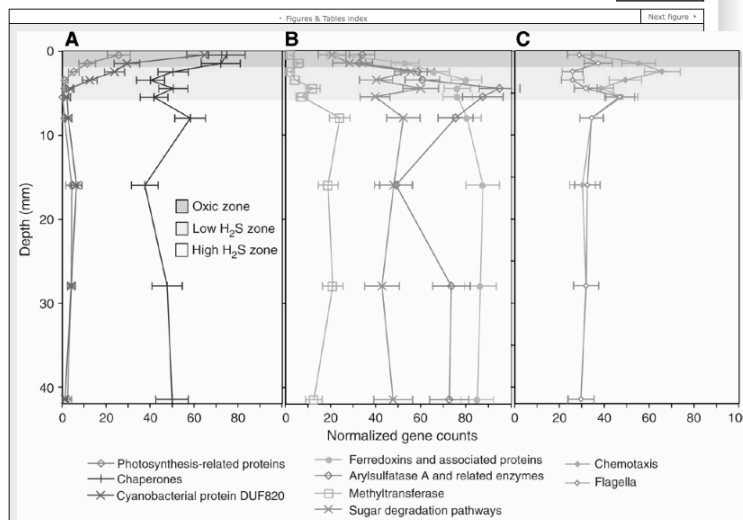 ◦ Figures & Tables index
Next figure ▸
A B C
0 10 20 30 40
Depth (mm)
Oxic zone
Low H2S zone
High H2S zone
0 20 40 60 80
0 20 40 60 80
0 20 40 60 80 100
Normalized gene counts
Photosynthesis-related proteins
Chaperones
Cyanobacterial protein DUF820
Ferredoxins and associated proteins
Arylsulfatase A and related enzymes
Methyltransferase
Sugar degradation pathways
Chemotaxis
Flagella